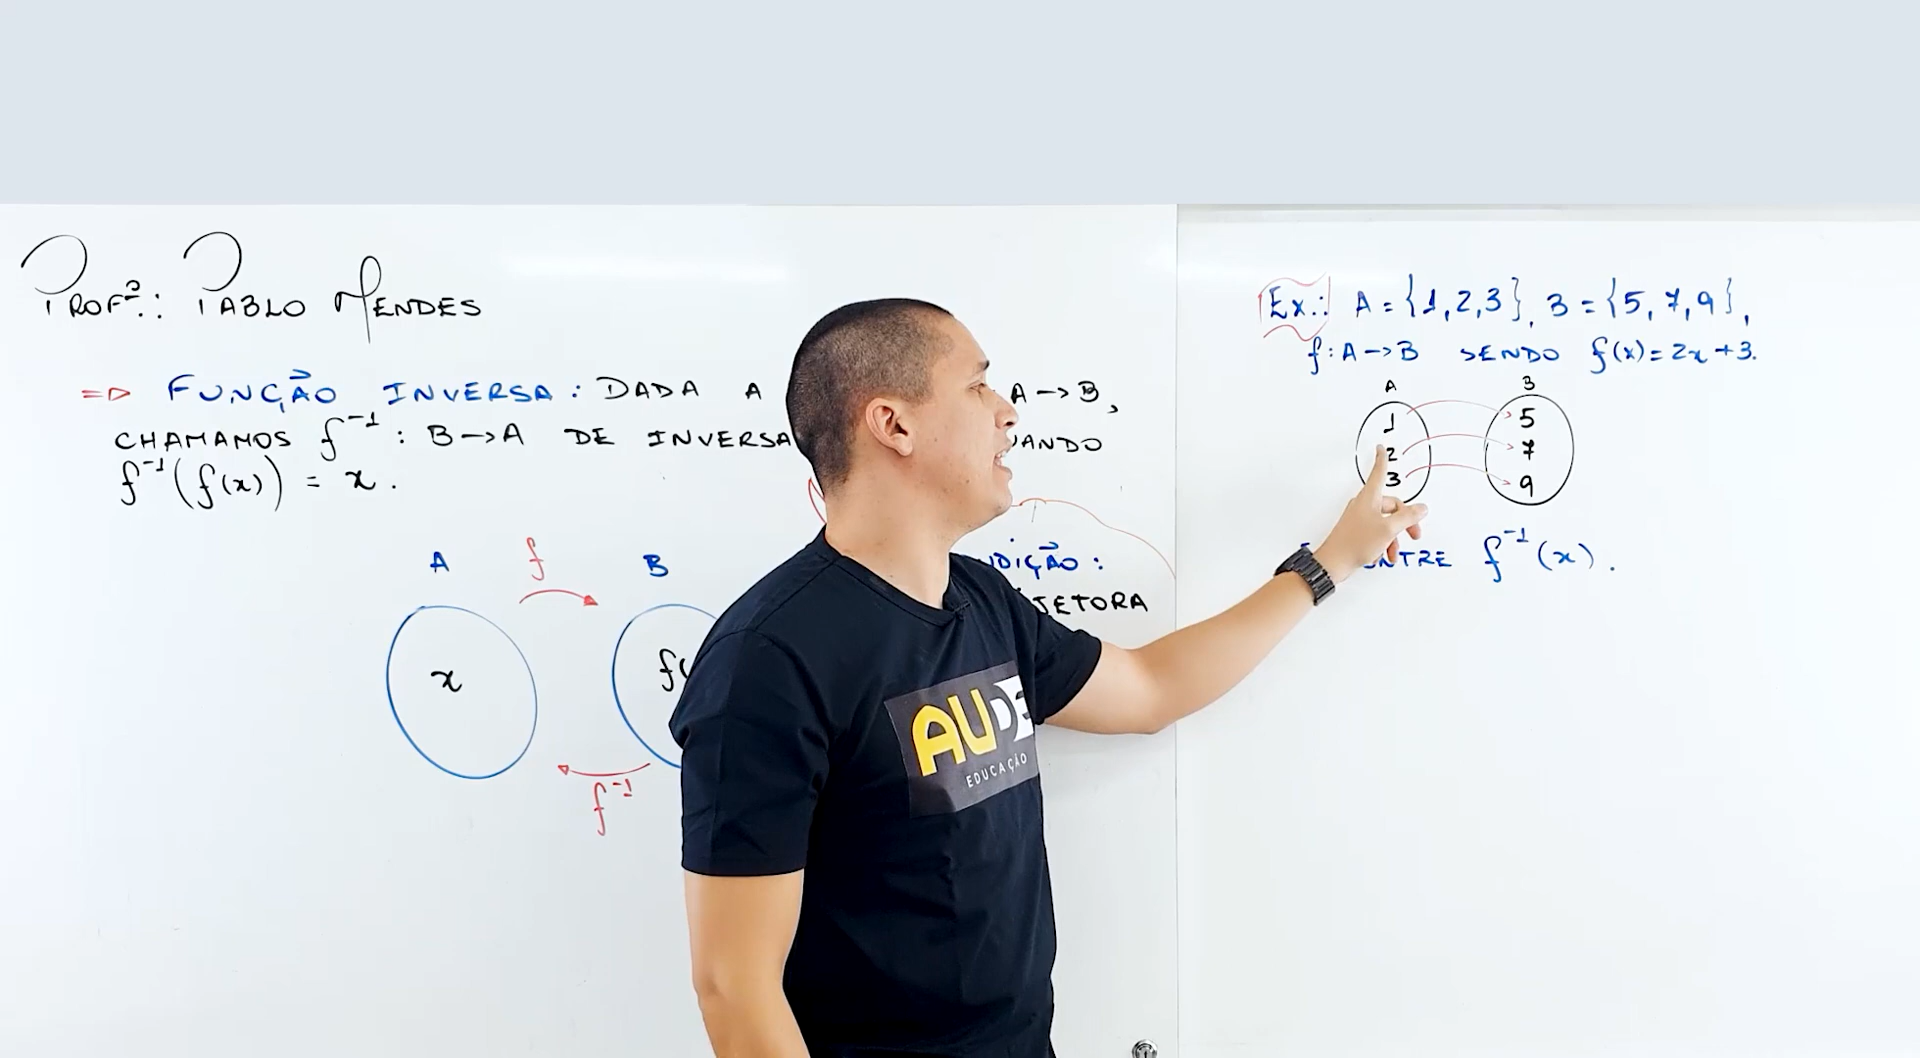 Profº.: Pablo Mendes
=> FUNÇÃO INVERSA: DADA A A->B,
CHAMAMOS f⁻¹: B->A DE INVERSA
f⁻¹(f(x)) = x.
A f B
x
f⁻¹
AUDE
EDUCAÇÃO
Ex.: A={1,2,3}, B={5,7,9},
f:A->B SENDO f(x)=2x+3.
A B
1 5
2 7
3 9
f⁻¹(x).